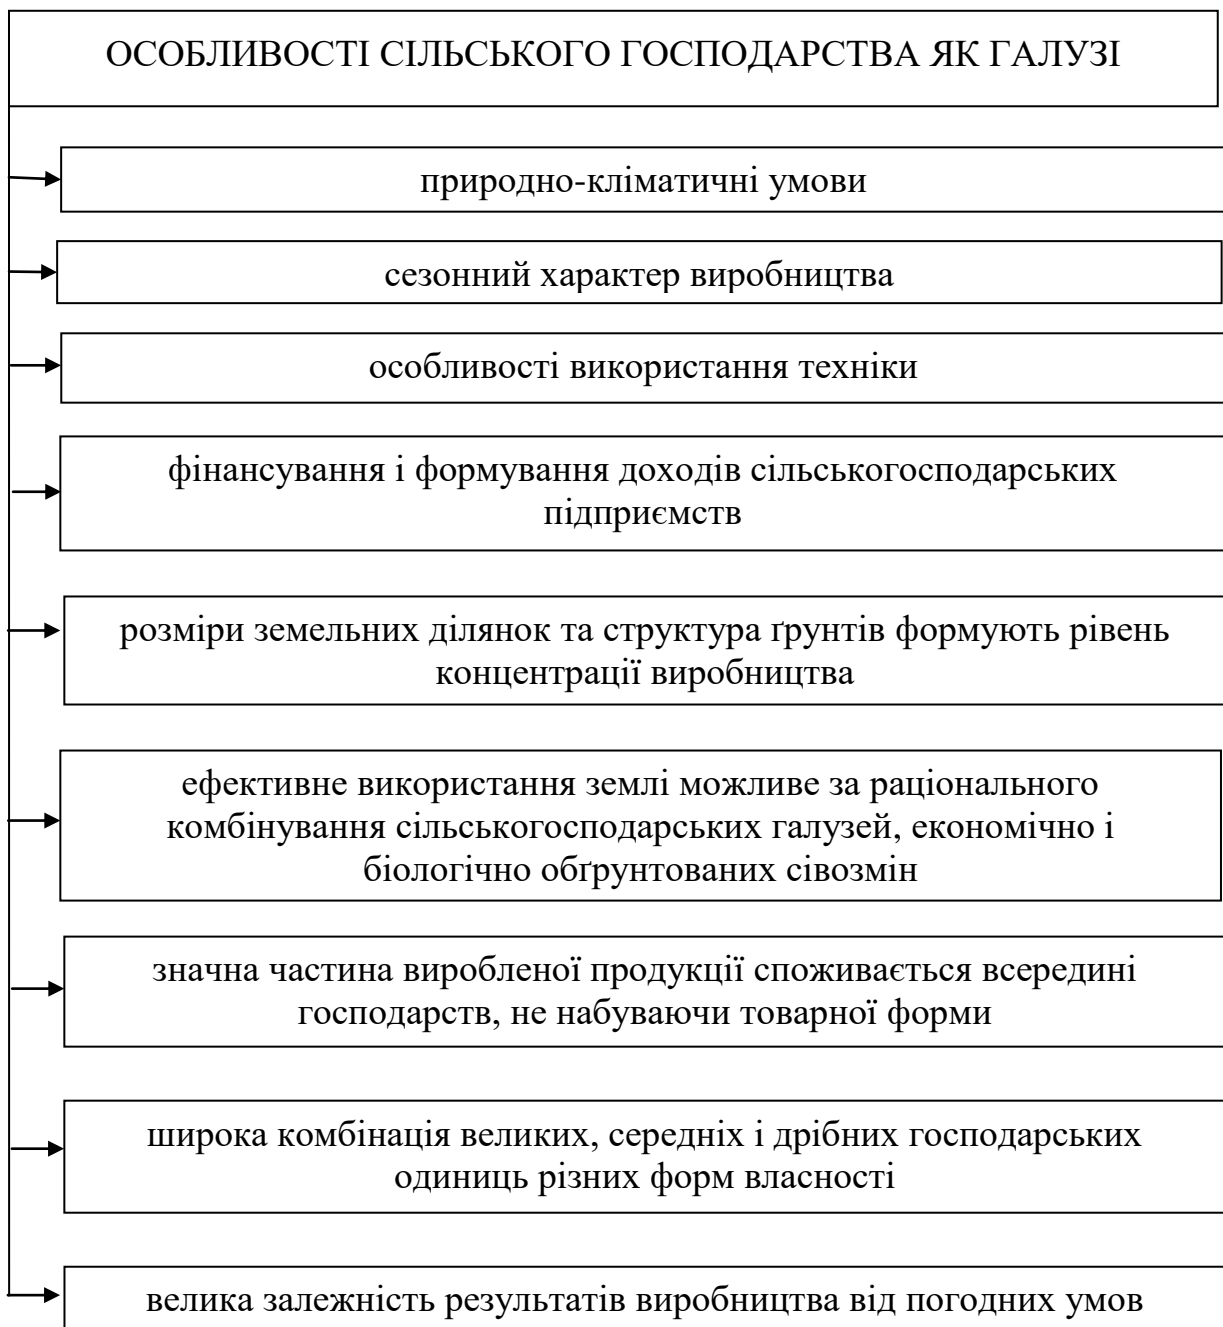 ОСОБЛИВОСТІ СІЛЬСЬКОГО ГОСПОДАРСТВА ЯК ГАЛУЗІ
природно-кліматичні умови
сезонний характер виробництва
особливості використання техніки
фінансування і формування доходів сільськогосподарських
підприємств
розміри земельних ділянок та структура ґрунтів формують рівень
концентрації виробництва
ефективне використання землі можливе за раціонального
комбінування сільськогосподарських галузей, економічно і
біологічно обґрунтованих сівозмін
значна частина виробленої продукції споживається всередині
господарств, не набуваючи товарної форми
широка комбінація великих, середніх і дрібних господарських
одиниць різних форм власності
велика залежність результатів виробництва від погодних умов